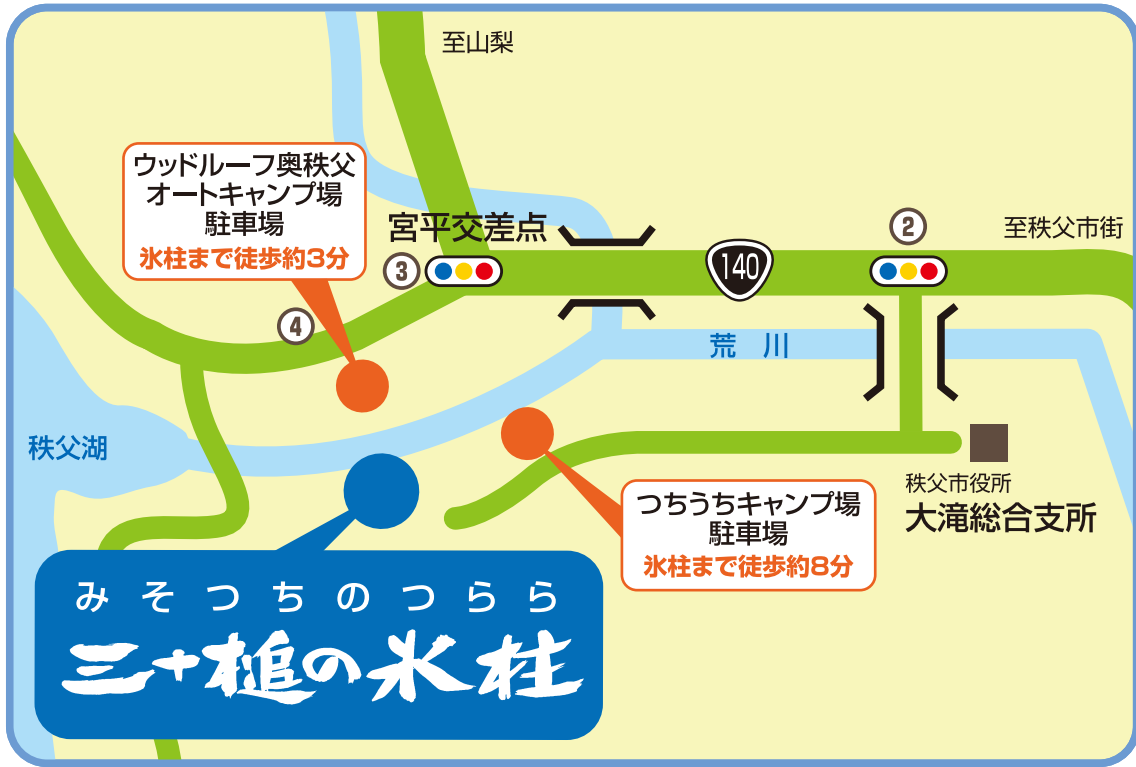 至山梨
ウッドルーフ奥秩父
オートキャンプ場
駐車場
氷柱まで徒歩約3分
宮平交差点
3
4
140
2
至秩父市街
荒川
秩父湖
つちうちキャンプ場
駐車場
氷柱まで徒歩約8分
秩父市役所
大滝総合支所
みそつちのつらら
三十槌の氷柱